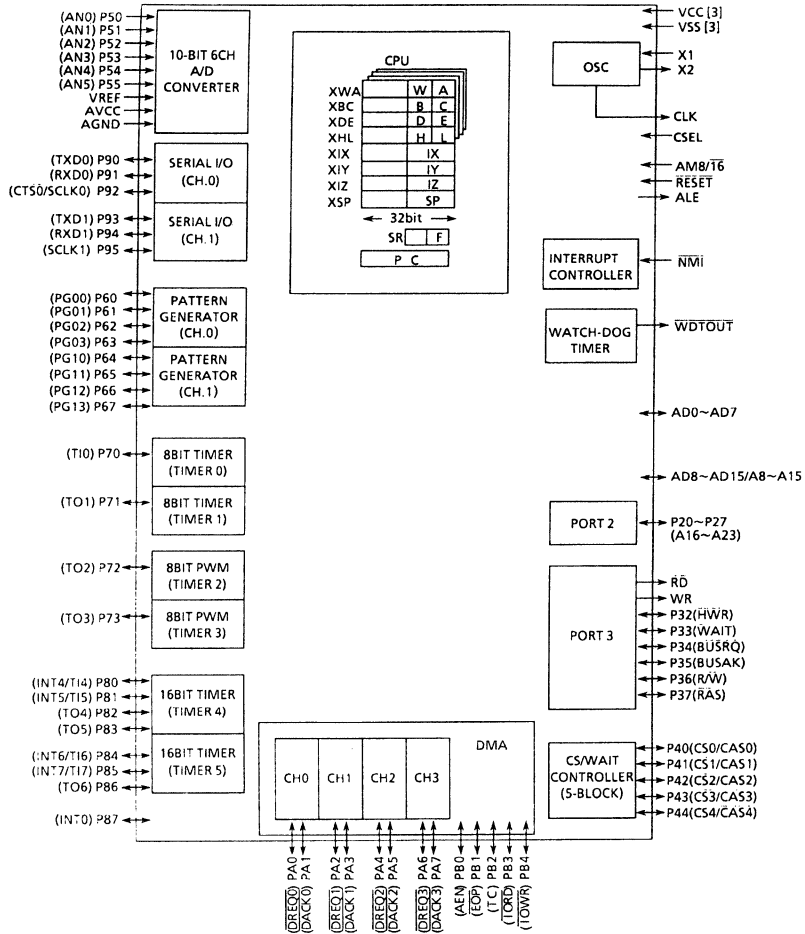 (AN0) P50
(AN1) P51
(AN2) P52
(AN3) P53
(AN4) P54
(AN5) P55
VREF
AVCC
AGND
10-BIT 6CH
A/D
CONVERTER
(TXD0) P90
(RXD0) P91
(CTS0/SCLK0) P92
SERIAL I/O
(CH.0)
(TXD1) P93
(RXD1) P94
(SCLK1) P95
SERIAL I/O
(CH.1)
(PG00) P60
(PG01) P61
(PG02) P62
(PG03) P63
PATTERN
GENERATOR
(CH.0)
(PG10) P64
(PG11) P65
(PG12) P66
(PG13) P67
PATTERN
GENERATOR
(CH.1)
(TI0) P70
8BIT TIMER
(TIMER 0)
(TO1) P71
8BIT TIMER
(TIMER 1)
(TO2) P72
8BIT PWM
(TIMER 2)
(TO3) P73
8BIT PWM
(TIMER 3)
(INT4/TI4) P80
(INT5/TI5) P81
(TO4) P82
(TO5) P83
16BIT TIMER
(TIMER 4)
(INT6/TI6) P84
(INT7/TI7) P85
(TO6) P86
16BIT TIMER
(TIMER 5)
(INT0) P87
CPU
XWA W A
XBC B C
XDE D E
XHL H L
XIX IX
XIY IY
XIZ IZ
XSP SP
32bit
SR F
P C
DMA
CH0 CH1 CH2 CH3
(DREQ0) PA0
(DACK0) PA1
(DREQ1) PA2
(DACK1) PA3
(DREQ2) PA4
(DACK2) PA5
(DREQ3) PA6
(DACK3) PA7
(AEN) PB0
(EOP) PB1
(TC) PB2
(IORD) PB3
(IOWR) PB4
VCC [3]
VSS [3]
OSC
X1
X2
CLK
CSEL
AM8/16
RESET
ALE
INTERRUPT
CONTROLLER
NMI
WATCH-DOG
TIMER
WDTOUT
AD0~AD7
AD8~AD15/A8~A15
PORT 2
P20~P27
(A16~A23)
PORT 3
RD
WR
P32(HWR)
P33(WAIT)
P34(BUSRQ)
P35(BUSAK)
P36(R/W)
P37(RAS)
CS/WAIT
CONTROLLER
(5-BLOCK)
P40(CS0/CAS0)
P41(CS1/CAS1)
P42(CS2/CAS2)
P43(CS3/CAS3)
P44(CS4/CAS4)